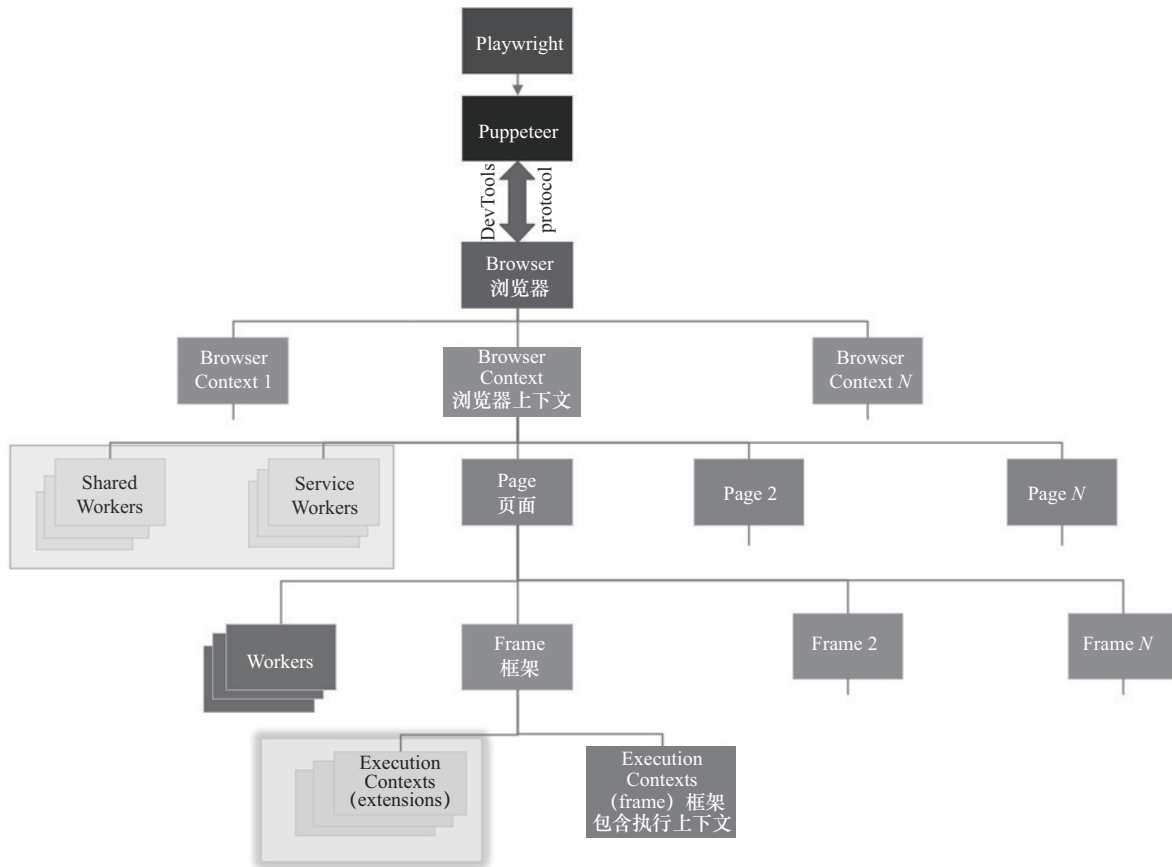 Playwright
Puppeteer
DevTools
protocol
Browser
浏览器
Browser
Context 1
Browser
Context
浏览器上下文
Browser
Context N
Shared
Workers
Service
Workers
Page
页面
Page 2
Page N
Workers
Frame
框架
Frame 2
Frame N
Execution
Contexts
(extensions)
Execution
Contexts
（frame）框架
包含执行上下文